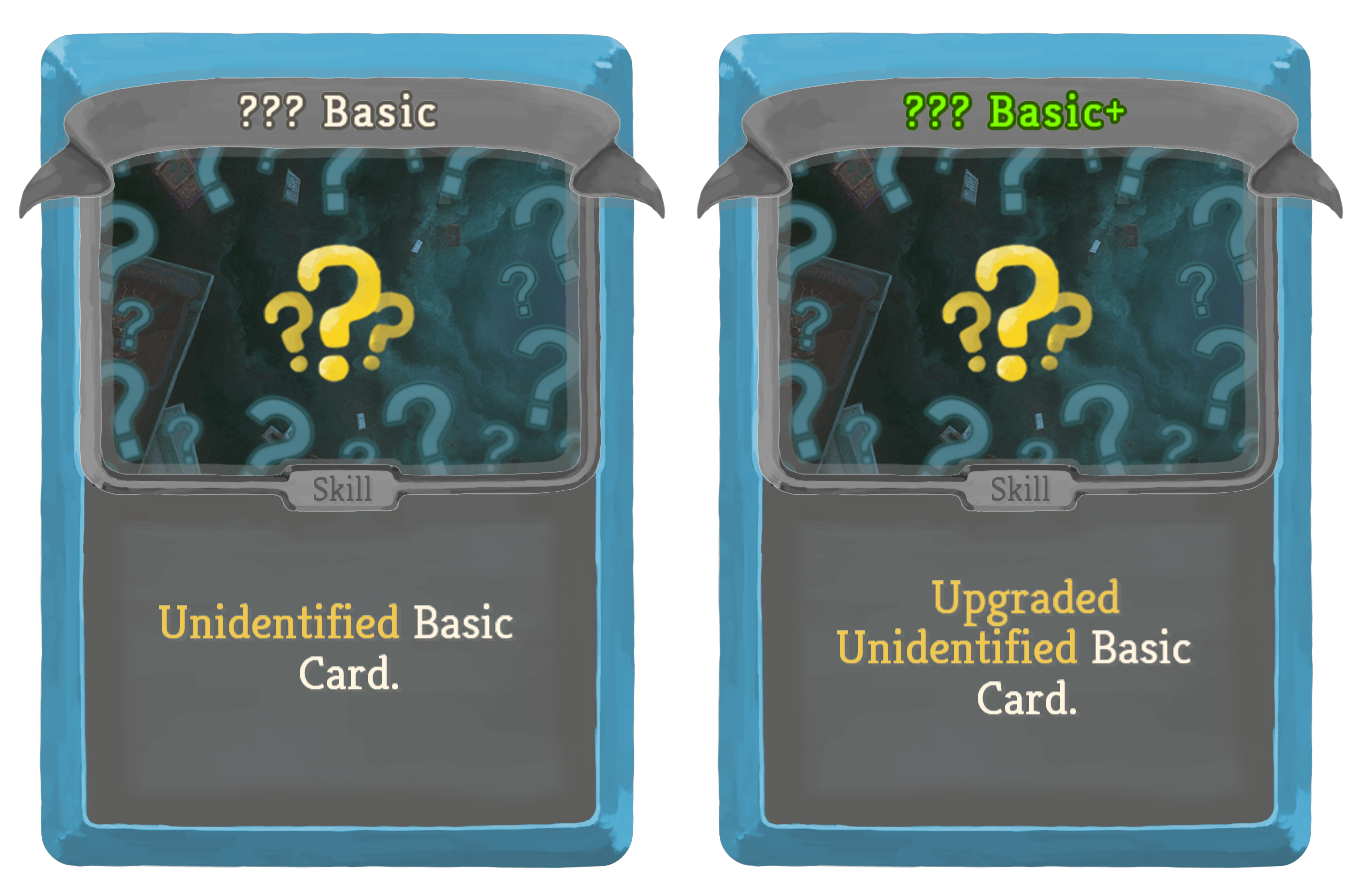 ??? Basic
Skill
Unidentified Basic
Card.
??? Basic+
Skill
Upgraded
Unidentified Basic
Card.